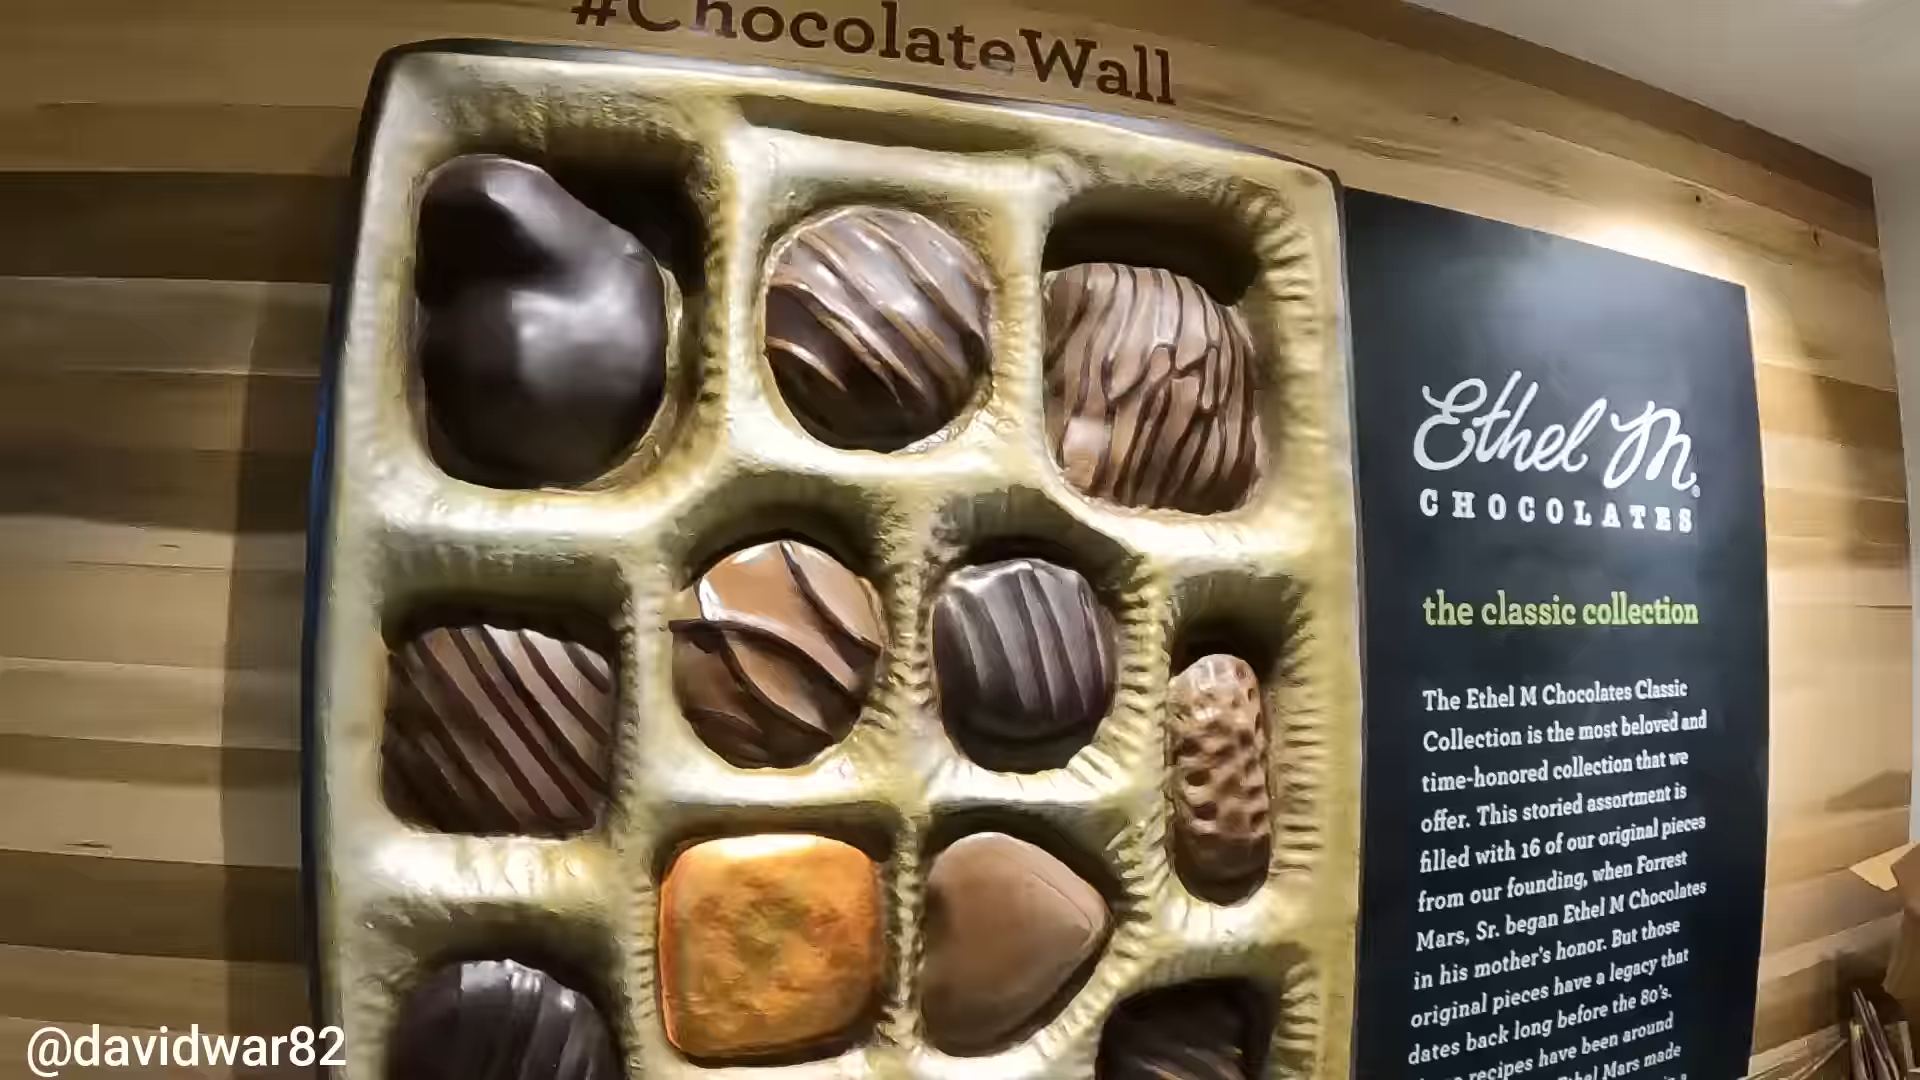 #ChocolateWall
Ethel M
CHOCOLATES
the classic collection
The Ethel M Chocolates Classic
Collection is the most beloved and
time-honored collection that we
offer. This storied assortment is
filled with 16 of our original pieces
from our founding, when Forrest
Mars, Sr. began Ethel M Chocolates
in his mother's honor. But those
original pieces have a legacy that
dates back long before the 80's.
recipes have been around
Ethel Mars made
@davidwar82